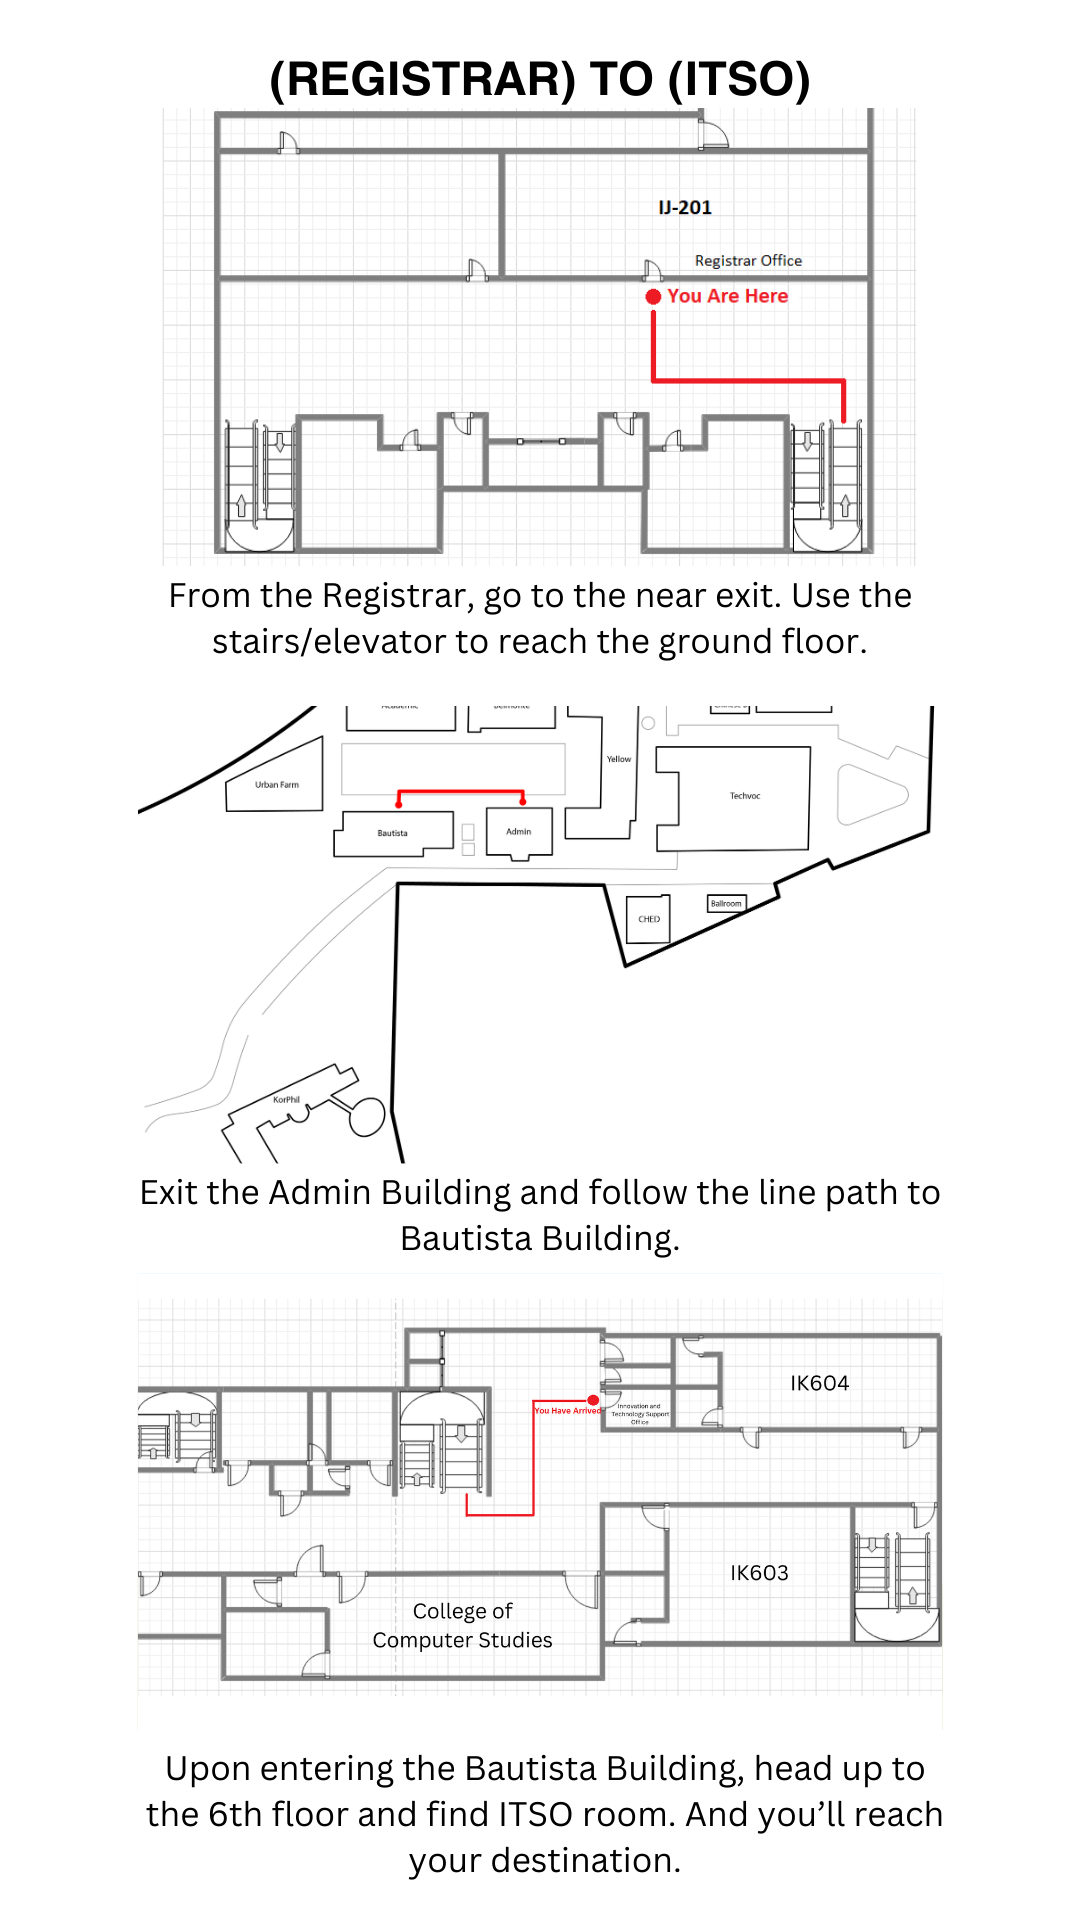 (REGISTRAR) TO (ITSO)
IJ-201
Registrar Office
You Are Here
From the Registrar, go to the near exit. Use the
stairs/elevator to reach the ground floor.
Academic
Belmonte
Yellow
Urban Farm
Techvoc
Bautista
Admin
CHED
Ballroom
KorPhil
Exit the Admin Building and follow the line path to
Bautista Building.
IK604
You Have Arrived
Innovation and
Technology Support
Office
IK603
College of
Computer Studies
Upon entering the Bautista Building, head up to
the 6th floor and find ITSO room. And you’ll reach
your destination.